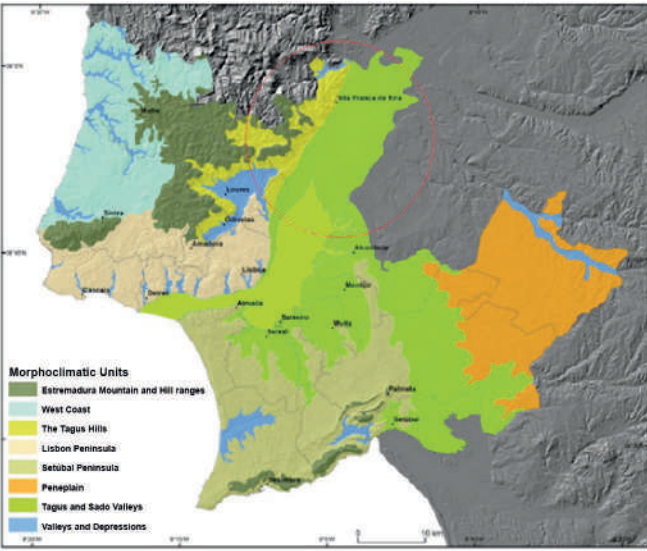 Vila Franca de Xira
Mafra
Loures
Sintra
Odivelas
Amadora
Alcochete
Lisboa
Cascais
Oeiras
Montijo
Almada
Barreiro
Moita
Seixal
Palmela
Setúbal
Sesimbra
Morphoclimatic Units
Estremadura Mountain and Hill ranges
West Coast
The Tagus Hills
Lisbon Peninsula
Setúbal Peninsula
Peneplain
Tagus and Sado Valleys
Valleys and Depressions
0 10 km